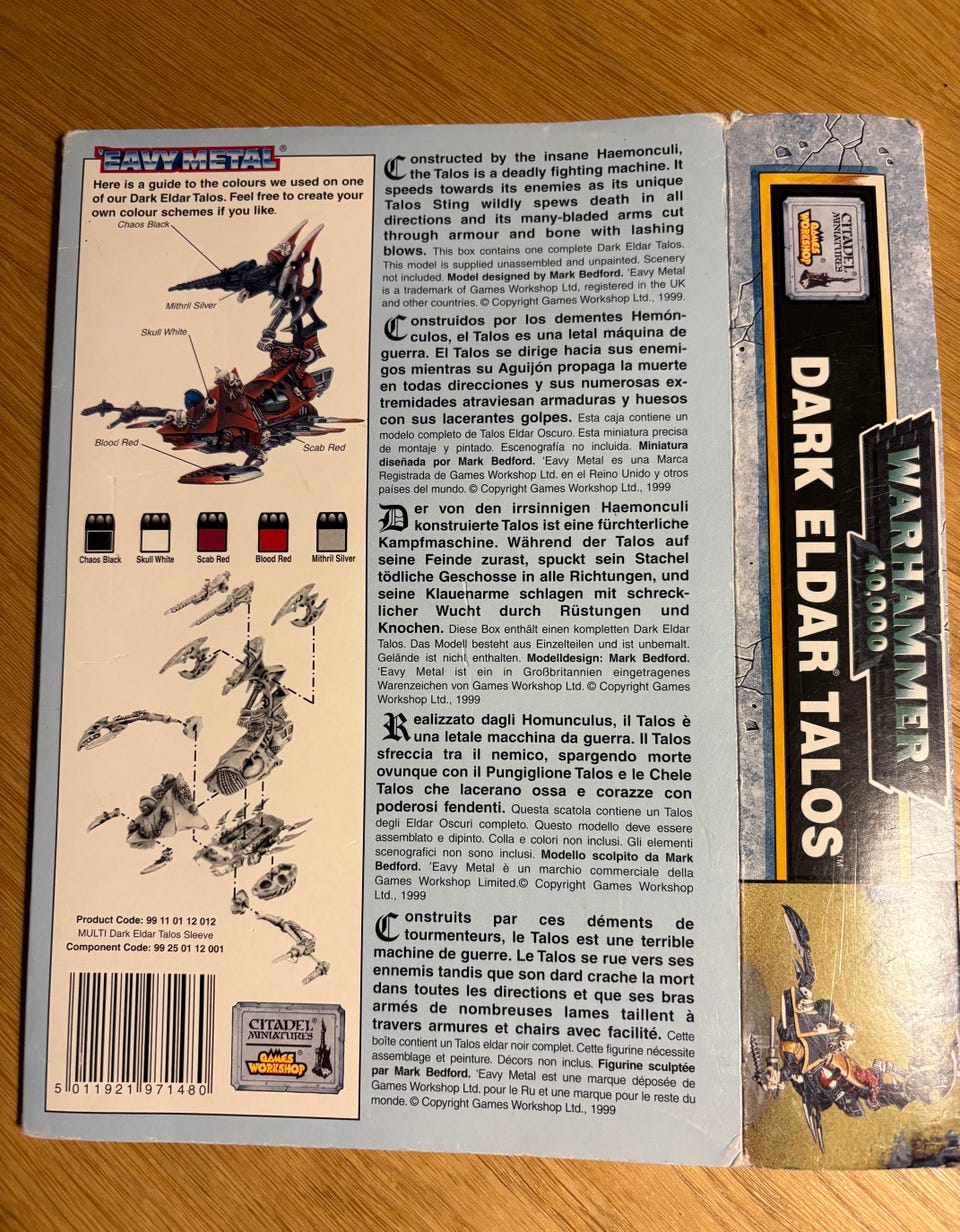 'EAVY METAL®
Here is a guide to the colours we used on one
of our Dark Eldar Talos. Feel free to create your
own colour schemes if you like.
Chaos Black
Mithril Silver
Skull White
Blood Red
Scab Red
Chaos Black
Skull White
Scab Red
Blood Red
Mithril Silver
Product Code: 99 11 01 12 012
MULTI Dark Eldar Talos Sleeve
Component Code: 99 25 01 12 001
5 011921 971480
CITADEL®
MINIATURES
GAMES
WORKSHOP
Constructed by the insane Haemonculi,
the Talos is a deadly fighting machine. It
speeds towards its enemies as its unique
Talos Sting wildly spews death in all
directions and its many-bladed arms cut
through armour and bone with lashing
blows. This box contains one complete Dark Eldar Talos.
This model is supplied unassembled and unpainted. Scenery
not included. Model designed by Mark Bedford. 'Eavy Metal
is a trademark of Games Workshop Ltd, registered in the UK
and other countries. © Copyright Games Workshop Ltd., 1999.
Construidos por los dementes Hemón-
culos, el Talos es una letal máquina de
guerra. El Talos se dirige hacia sus enemi-
gos mientras su Aguijón propaga la muerte
en todas direcciones y sus numerosas ex-
tremidades atraviesan armaduras y huesos
con sus lacerantes golpes. Esta caja contiene un
modelo completo de Talos Eldar Oscuro. Esta miniatura precisa
de montaje y pintado. Escenografía no incluida. Miniatura
diseñada por Mark Bedford. 'Eavy Metal es una Marca
Registrada de Games Workshop Ltd. en el Reino Unido y otros
países del mundo. © Copyright Games Workshop Ltd., 1999
Der von den irrsinnigen Haemonculi
konstruierte Talos ist eine fürchterliche
Kampfmaschine. Während der Talos auf
seine Feinde zurast, spuckt sein Stachel
tödliche Geschosse in alle Richtungen, und
seine Klauenarme schlagen mit schreck-
licher Wucht durch Rüstungen und
Knochen. Diese Box enthält einen kompletten Dark Eldar
Talos. Das Modell besteht aus Einzelteilen und ist unbemalt.
Gelände ist nicht enthalten. Modelldesign: Mark Bedford.
'Eavy Metal ist ein in Großbritannien eingetragenes
Warenzeichen von Games Workshop Ltd. © Copyright Games
Workshop Ltd., 1999
Realizzato dagli Homunculus, il Talos è
una letale macchina da guerra. Il Talos
sfreccia tra il nemico, spargendo morte
ovunque con il Pungiglione Talos e le Chele
Talos che lacerano ossa e corazze con
poderosi fendenti. Questa scatola contiene un Talos
degli Eldar Oscuri completo. Questo modello deve essere
assemblato e dipinto. Colla e colori non inclusi. Gli elementi
scenografici non sono inclusi. Modello scolpito da Mark
Bedford. 'Eavy Metal è un marchio commerciale della
Games Workshop Limited.© Copyright Games Workshop
Ltd., 1999
Construits par ces déments de
tourmenteurs, le Talos est une terrible
machine de guerre. Le Talos se rue vers ses
ennemis tandis que son dard crache la mort
dans toutes les directions et que ses bras
armés de nombreuses lames taillent à
travers armures et chairs avec facilité. Cette
boîte contient un Talos eldar noir complet. Cette figurine nécessite
assemblage et peinture. Décors non inclus. Figurine sculptée
par Mark Bedford. 'Eavy Metal est une marque déposée de
Games Workshop Ltd. pour le Ru et une marque pour le reste du
monde. © Copyright Games Workshop Ltd., 1999
CITADEL®
MINIATURES
GAMES
WORKSHOP
WARHAMMER
40,000
DARK ELDAR® TALOS™